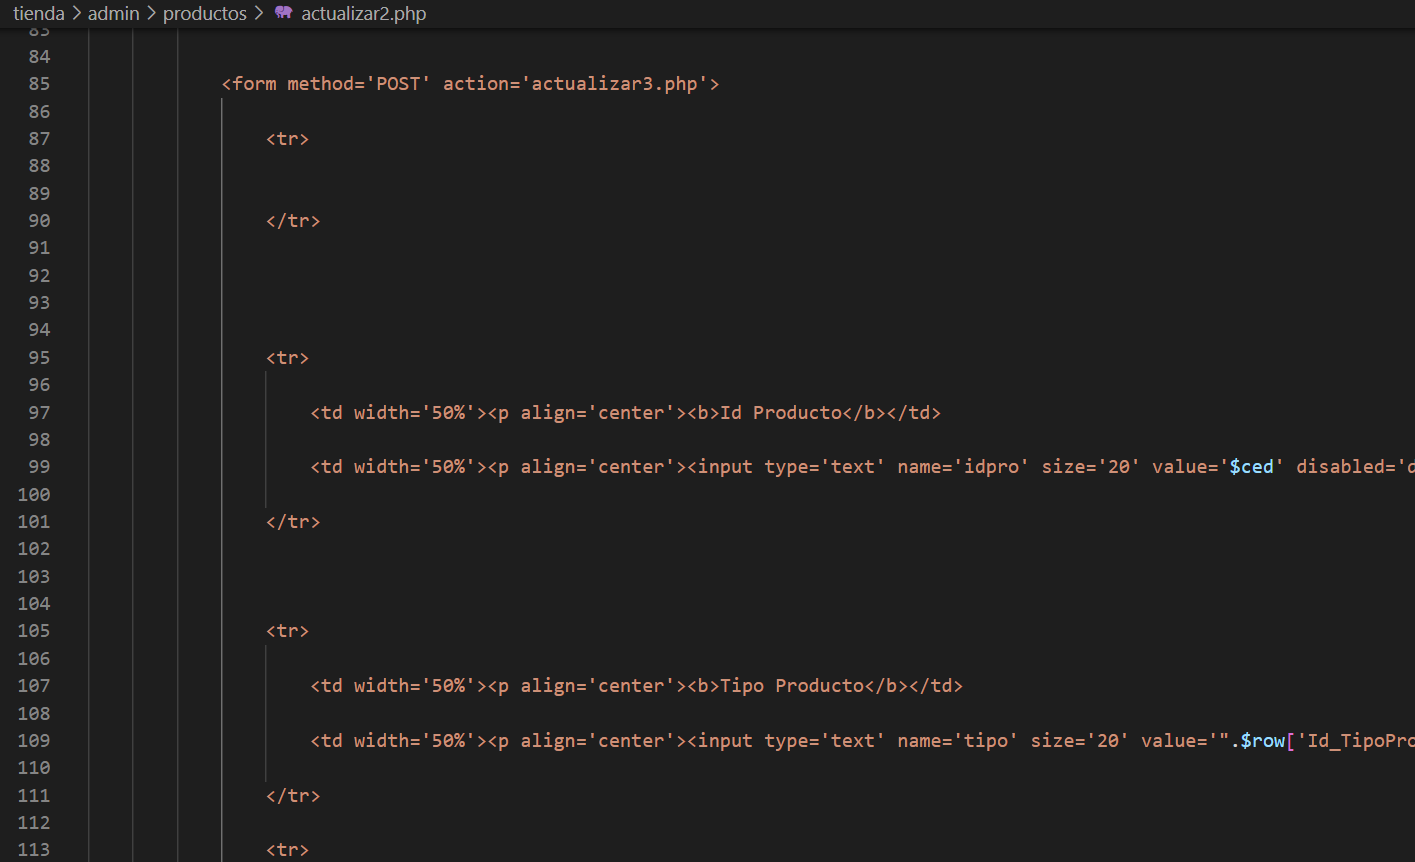 tienda > admin > productos > actualizar2.php
83
84
85 <form method='POST' action='actualizar3.php'>
86
87 <tr>
88
89
90 </tr>
91
92
93
94
95 <tr>
96
97 <td width='50%'><p align='center'><b>Id Producto</b></td>
98
99 <td width='50%'><p align='center'><input type='text' name='idpro' size='20' value='$ced' disabled='d
100
101 </tr>
102
103
104
105 <tr>
106
107 <td width='50%'><p align='center'><b>Tipo Producto</b></td>
108
109 <td width='50%'><p align='center'><input type='text' name='tipo' size='20' value='".$row['Id_TipoPro
110
111 </tr>
112
113 <tr>